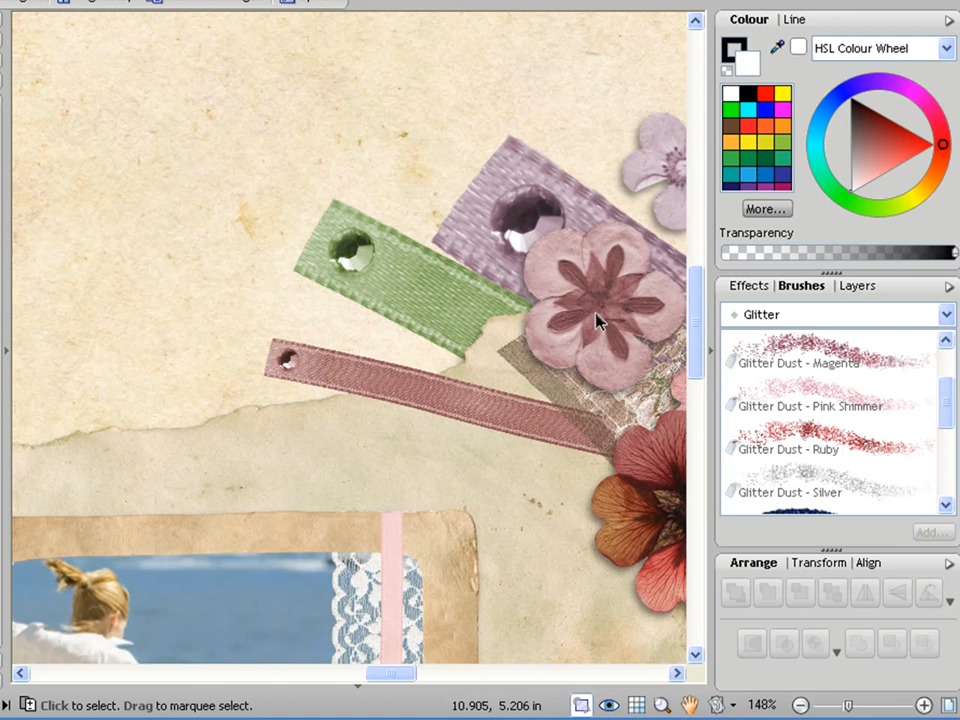 Colour | Line
HSL Colour Wheel
More...
Transparency
Effects | Brushes | Layers
Glitter
Glitter Dust - Magenta
Glitter Dust - Pink Shimmer
Glitter Dust - Ruby
Glitter Dust - Silver
Add...
Arrange | Transform | Align
Click to select. Drag to marquee select.
10.905, 5.206 in
148%